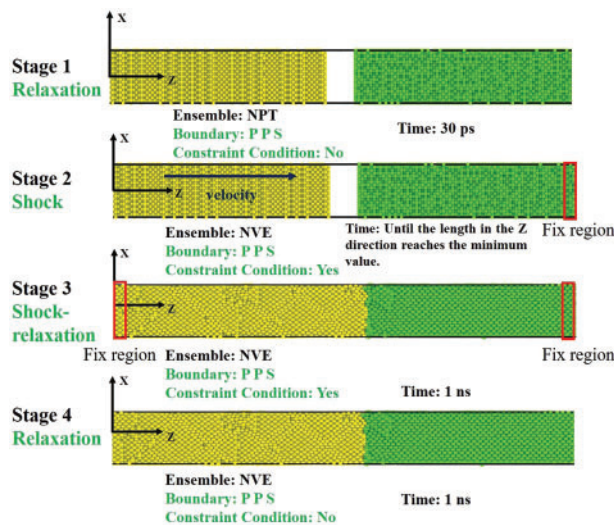 X
Stage 1
Relaxation
Z
Ensemble: NPT
Boundary: P P S
Constraint Condition: No
Time: 30 ps
X
Stage 2
Shock
Z
velocity
Ensemble: NVE
Boundary: P P S
Constraint Condition: Yes
Time: Until the length in the Z
direction reaches the minimum
value.
Fix region
X
Stage 3
Shock-
relaxation
Z
Fix region
Ensemble: NVE
Boundary: P P S
Constraint Condition: Yes
Time: 1 ns
Fix region
X
Stage 4
Relaxation
Z
Ensemble: NVE
Boundary: P P S
Constraint Condition: No
Time: 1 ns